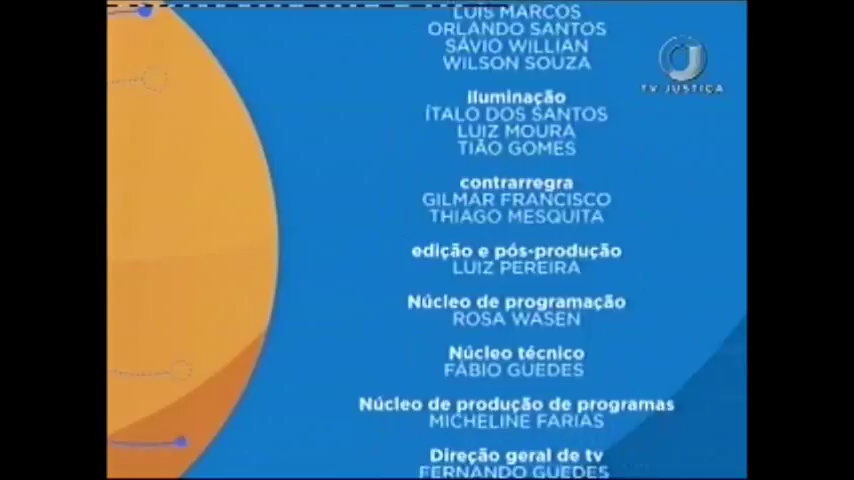 LUIS MARCOS
ORLANDO SANTOS
SÁVIO WILLIAN
WILSON SOUZA
TV JUSTIÇA
iluminação
ÍTALO DOS SANTOS
LUIZ MOURA
TIÃO GOMES
contrarregra
GILMAR FRANCISCO
THIAGO MESQUITA
edição e pós-produção
LUIZ PEREIRA
Núcleo de programação
ROSA WASEN
Núcleo técnico
FÁBIO GUEDES
Núcleo de produção de programas
MICHELINE FARIAS
Direção geral de tv
FERNANDO GUEDES